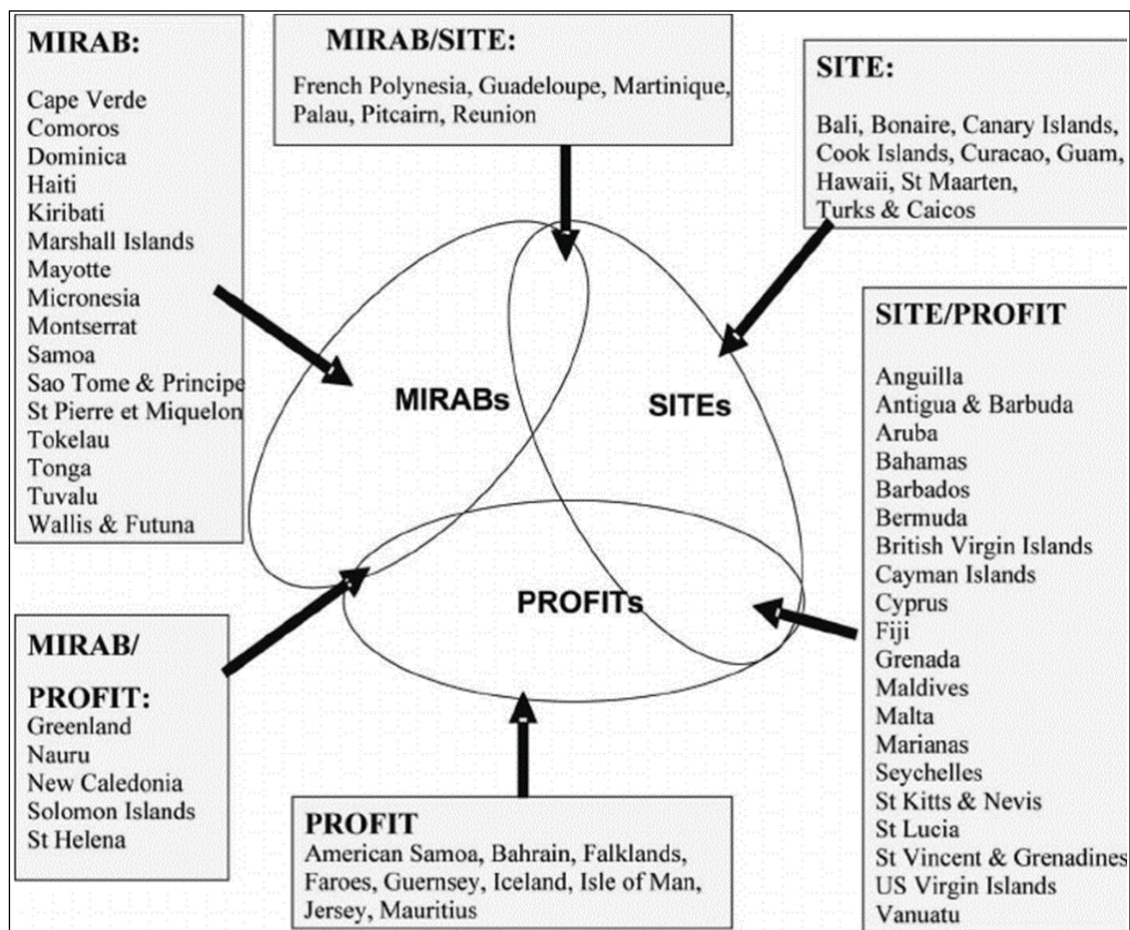 MIRAB:
Cape Verde
Comoros
Dominica
Haiti
Kiribati
Marshall Islands
Mayotte
Micronesia
Montserrat
Samoa
Sao Tome & Principe
St Pierre et Miquelon
Tokelau
Tonga
Tuvalu
Wallis & Futuna
MIRAB/SITE:
French Polynesia, Guadeloupe, Martinique,
Palau, Pitcairn, Reunion
SITE:
Bali, Bonaire, Canary Islands,
Cook Islands, Curacao, Guam,
Hawaii, St Maarten,
Turks & Caicos
MIRABs
SITEs
PROFITs
SITE/PROFIT
Anguilla
Antigua & Barbuda
Aruba
Bahamas
Barbados
Bermuda
British Virgin Islands
Cayman Islands
Cyprus
Fiji
Grenada
Maldives
Malta
Marianas
Seychelles
St Kitts & Nevis
St Lucia
St Vincent & Grenadines
US Virgin Islands
Vanuatu
MIRAB/
PROFIT:
Greenland
Nauru
New Caledonia
Solomon Islands
St Helena
PROFIT
American Samoa, Bahrain, Falklands,
Faroes, Guernsey, Iceland, Isle of Man,
Jersey, Mauritius